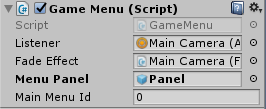 Game Menu (Script)
Script GameMenu
Listener Main Camera (A
Fade Effect Main Camera (F
Menu Panel Panel
Main Menu Id 0